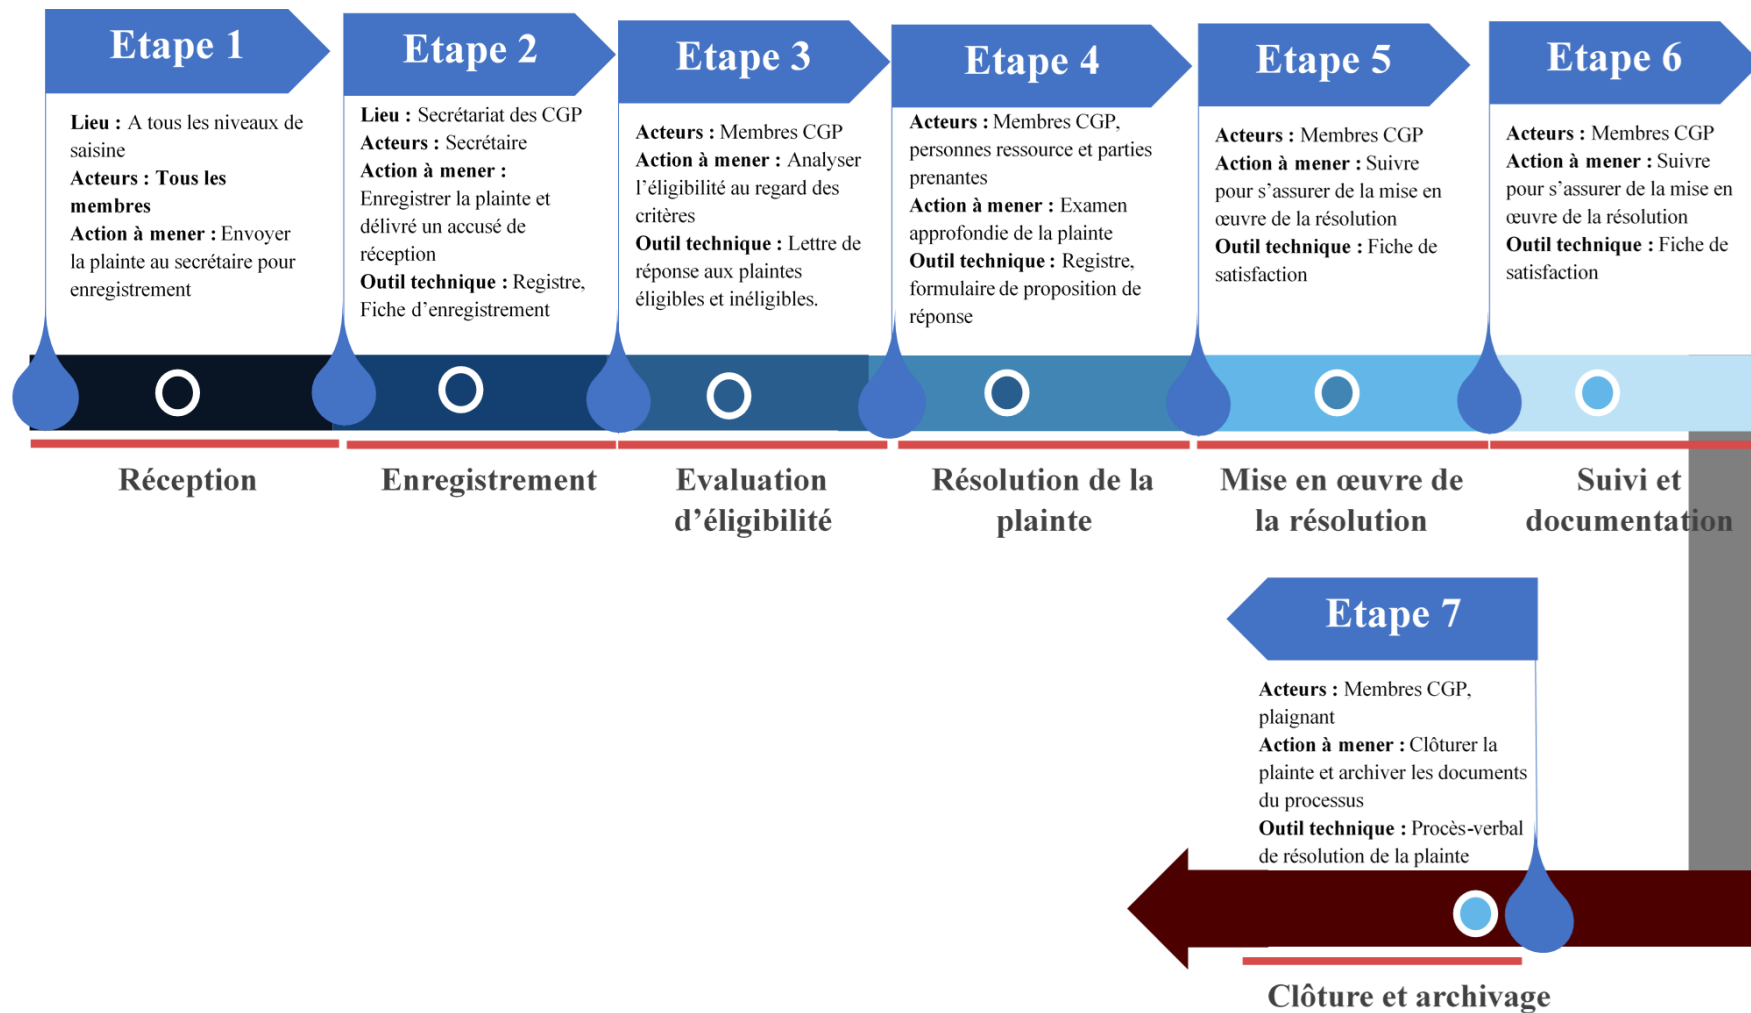 Etape 1
Lieu : A tous les niveaux de
saisine
Acteurs : Tous les
membres
Action à mener : Envoyer
la plainte au secrétaire pour
enregistrement
Réception
Etape 2
Lieu : Secrétariat des CGP
Acteurs : Secrétaire
Action à mener :
Enregistrer la plainte et
délivré un accusé de
réception
Outil technique : Registre,
Fiche d’enregistrement
Enregistrement
Etape 3
Acteurs : Membres CGP
Action à mener : Analyser
l’éligibilité au regard des
critères
Outil technique : Lettre de
réponse aux plaintes
éligibles et inéligibles.
Evaluation
d’éligibilité
Etape 4
Acteurs : Membres CGP,
personnes ressource et parties
prenantes
Action à mener : Examen
approfondie de la plainte
Outil technique : Registre,
formulaire de proposition de
réponse
Résolution de la
plainte
Etape 5
Acteurs : Membres CGP
Action à mener : Suivre
pour s’assurer de la mise en
œuvre de la résolution
Outil technique : Fiche de
satisfaction
Mise en œuvre de
la résolution
Etape 6
Acteurs : Membres CGP
Action à mener : Suivre
pour s’assurer de la mise en
œuvre de la résolution
Outil technique : Fiche de
satisfaction
Suivi et
documentation
Etape 7
Acteurs : Membres CGP,
plaignant
Action à mener : Clôturer la
plainte et archiver les documents
du processus
Outil technique : Procès-verbal
de résolution de la plainte
Clôture et archivage